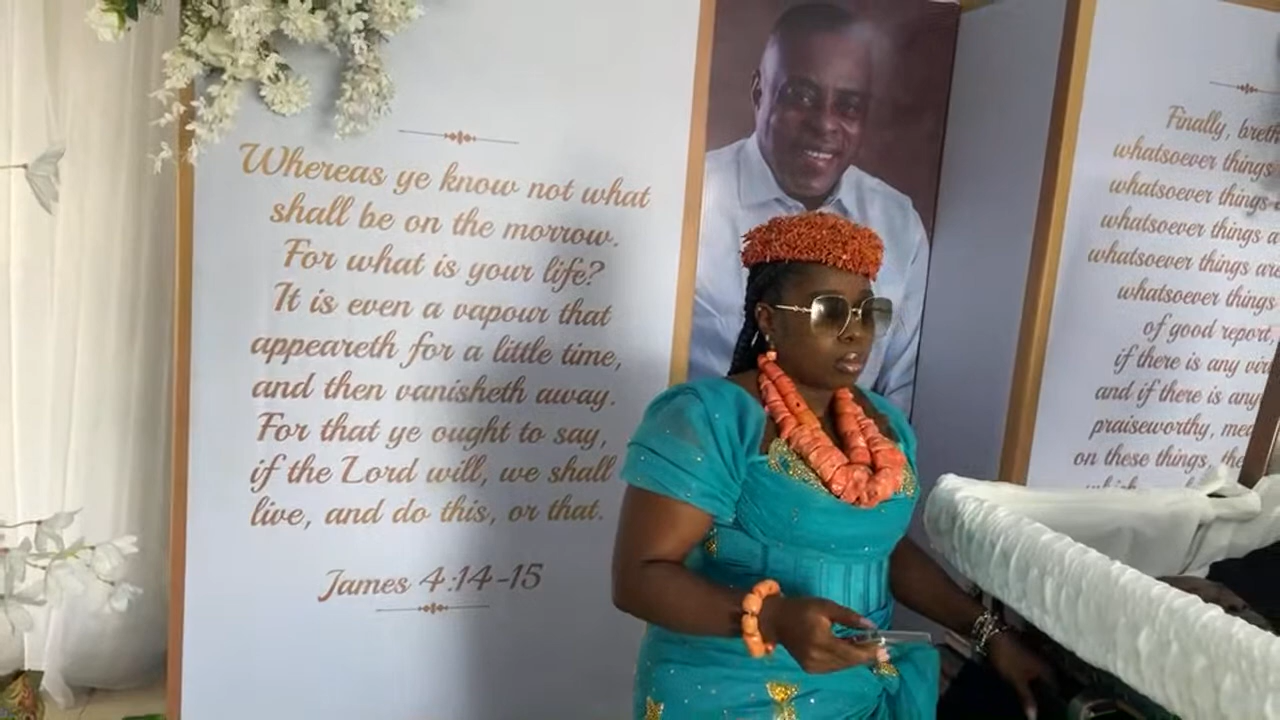 Whereas ye know not what
shall be on the morrow.
For what is your life?
It is even a vapour that
appeareth for a little time,
and then vanisheth away.
For that ye ought to say,
if the Lord will, we shall
live, and do this, or that.
James 4:14-15
Finally,
whatsoever things
whatsoever things
whatsoever things
whatsoever things
whatsoever things
of good report,
if there is any
and if there is any
praiseworthy,
on these things,